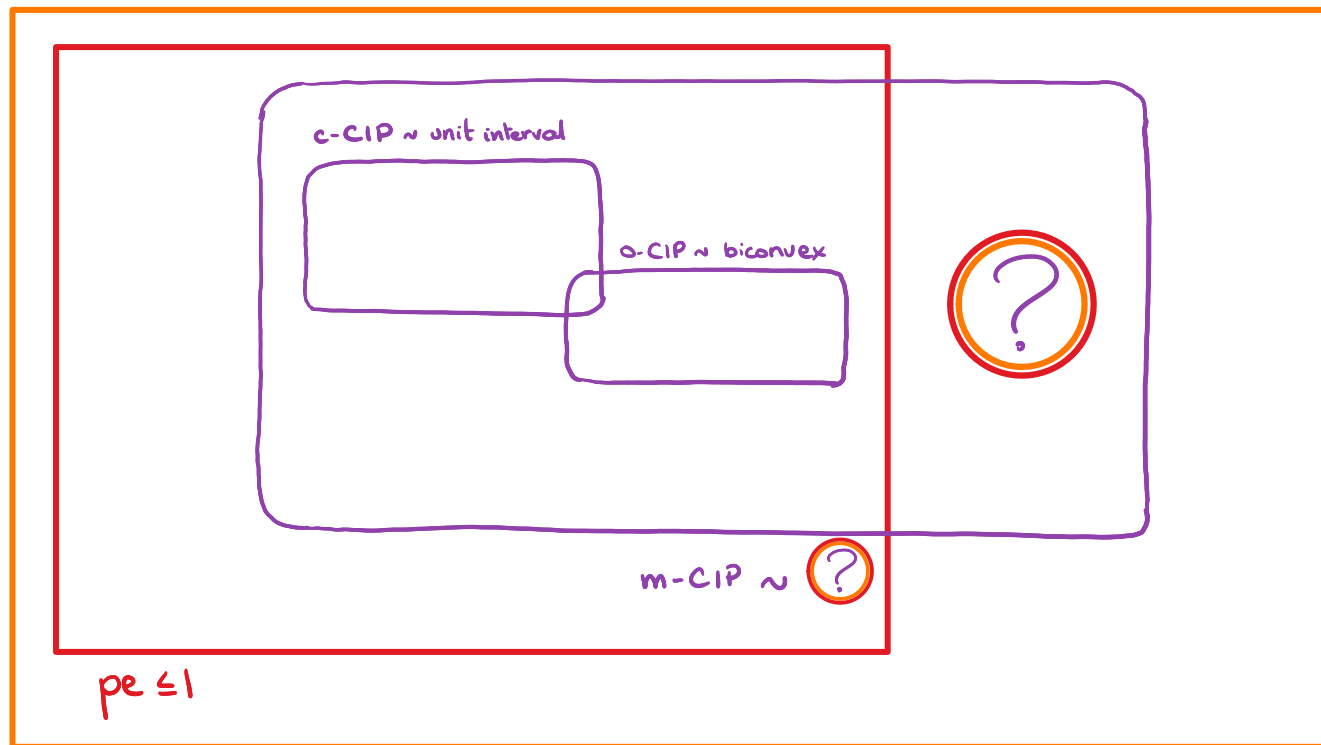 c-CIP ~ unit interval
o-CIP ~ biconvex
?
m-CIP ~ ?
pe ≤ 1